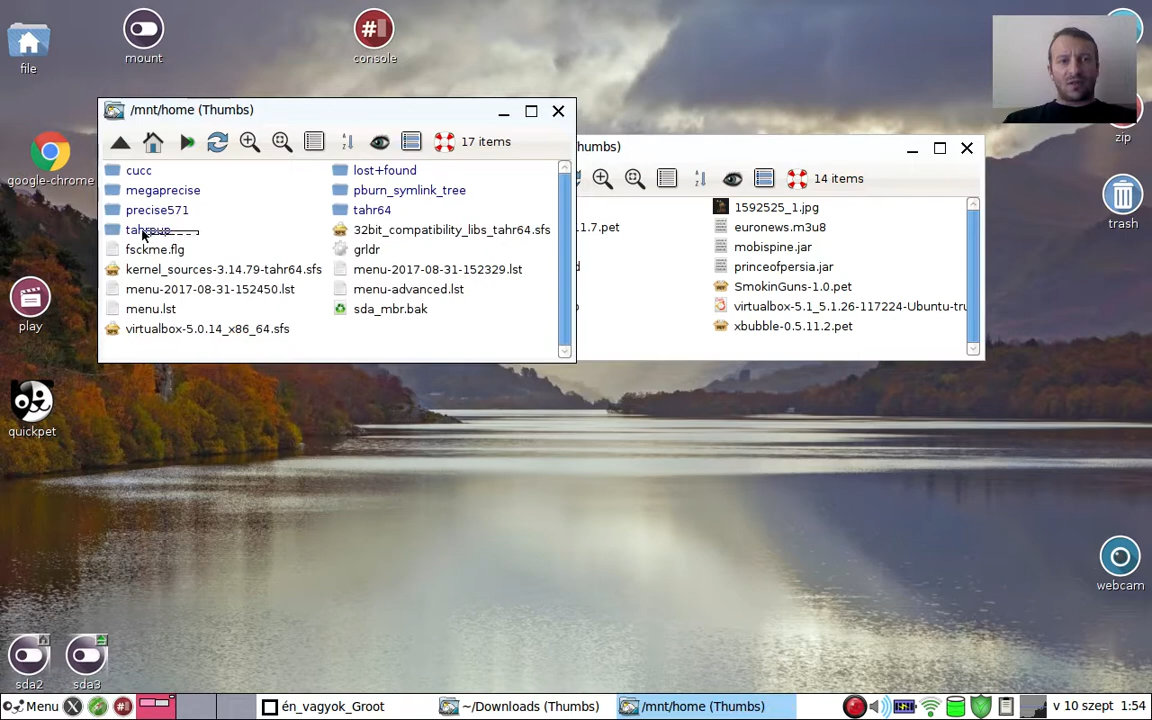 file
mount
console
google-chrome
play
quickpet
sda2
sda3
zip
trash
webcam
/mnt/home (Thumbs)
17 items
cucc
megaprecise
precise571
tahrpup
fsckme.flg
kernel_sources-3.14.79-tahr64.sfs
menu-2017-08-31-152450.lst
menu.lst
virtualbox-5.0.14_x86_64.sfs
lost+found
pburn_symlink_tree
tahr64
32bit_compatibility_libs_tahr64.sfs
grldr
menu-2017-08-31-152329.lst
menu-advanced.lst
sda_mbr.bak
humbs)
14 items
1.7.pet
1592525_1.jpg
euronews.m3u8
mobispine.jar
princeofpersia.jar
SmokinGuns-1.0.pet
virtualbox-5.1_5.1.26-117224-Ubuntu-tru
xbubble-0.5.11.2.pet
Menu
én_vagyok_Groot
~/Downloads (Thumbs)
/mnt/home (Thumbs)
v 10 szept 1:54